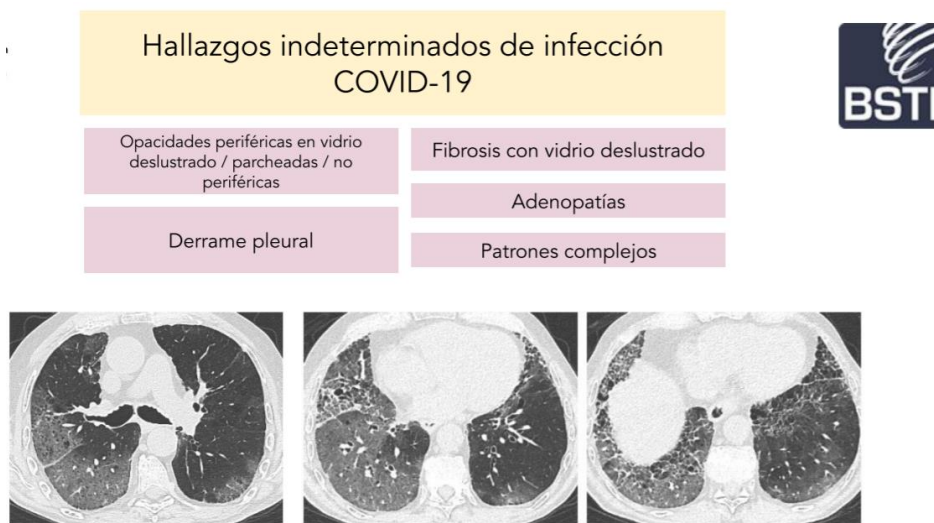 Hallazgos indeterminados de infección
COVID-19
Opacidades periféricas en vidrio
deslustrado / parcheadas / no
periféricas
Derrame pleural
Fibrosis con vidrio deslustrado
Adenopatías
Patrones complejos